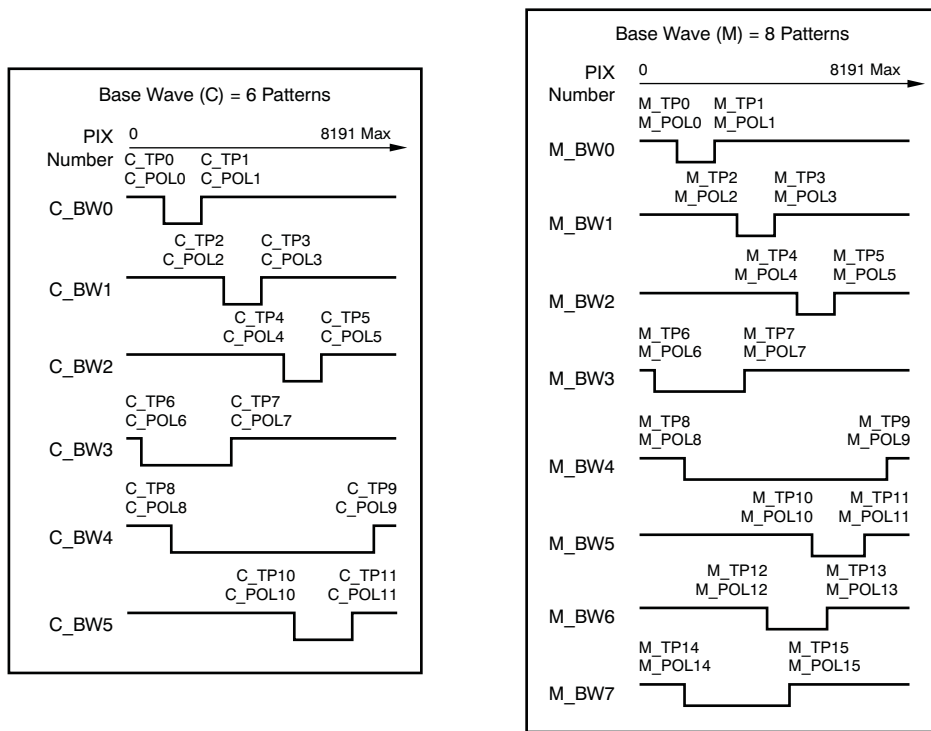 Base Wave (C) = 6 Patterns
PIX
Number
0 8191 Max
C_TP0 C_TP1
C_POL0 C_POL1
C_BW0
C_TP2 C_TP3
C_POL2 C_POL3
C_BW1
C_TP4 C_TP5
C_POL4 C_POL5
C_BW2
C_TP6 C_TP7
C_POL6 C_POL7
C_BW3
C_TP8 C_TP9
C_POL8 C_POL9
C_BW4
C_TP10 C_TP11
C_POL10 C_POL11
C_BW5
Base Wave (M) = 8 Patterns
PIX
Number
0 8191 Max
M_TP0 M_TP1
M_POL0 M_POL1
M_BW0
M_TP2 M_TP3
M_POL2 M_POL3
M_BW1
M_TP4 M_TP5
M_POL4 M_POL5
M_BW2
M_TP6 M_TP7
M_POL6 M_POL7
M_BW3
M_TP8 M_TP9
M_POL8 M_POL9
M_BW4
M_TP10 M_TP11
M_POL10 M_POL11
M_BW5
M_TP12 M_TP13
M_POL12 M_POL13
M_BW6
M_TP14 M_TP15
M_POL14 M_POL15
M_BW7